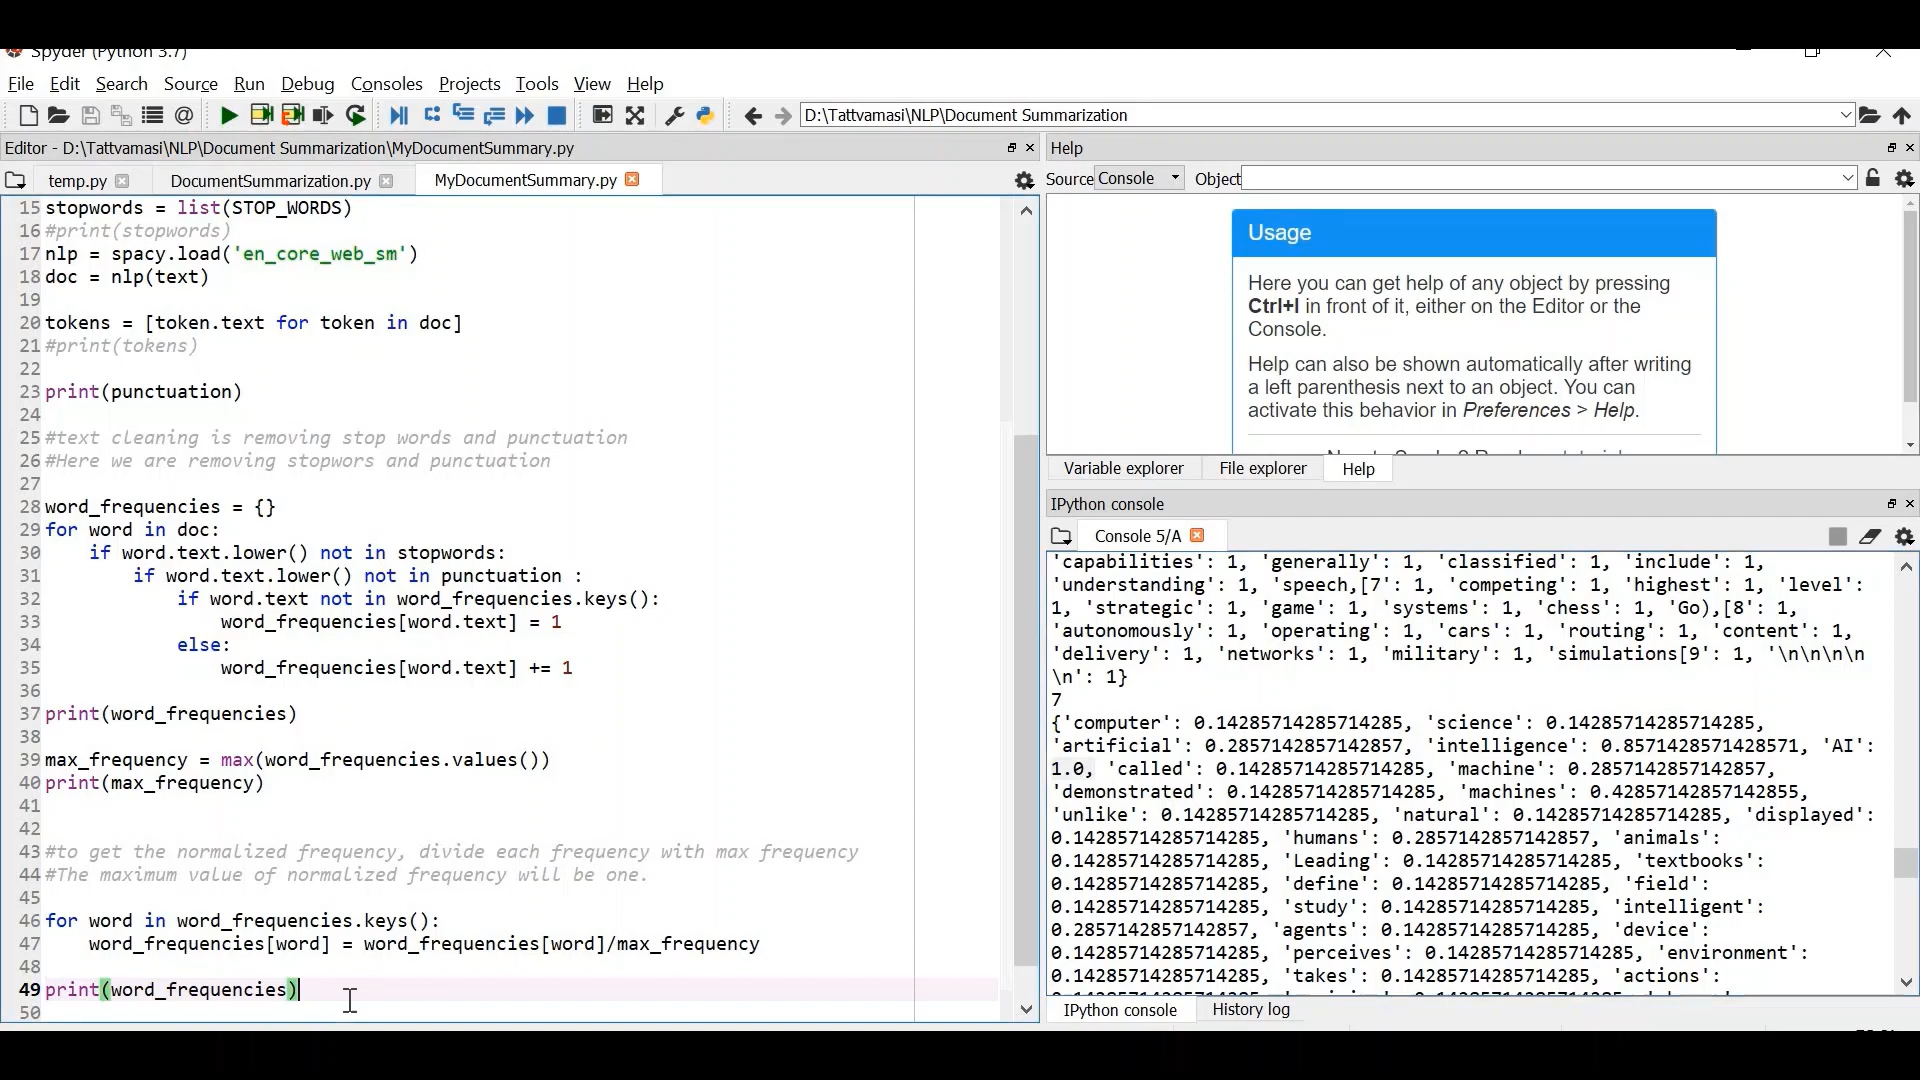 Spyder (Python 3.7)
File Edit Search Source Run Debug Consoles Projects Tools View Help
D:\Tattvamasi\NLP\Document Summarization
Editor - D:\Tattvamasi\NLP\Document Summarization\MyDocumentSummary.py
temp.py DocumentSummarization.py MyDocumentSummary.py
15 stopwords = list(STOP_WORDS)
16 #print(stopwords)
17 nlp = spacy.load('en_core_web_sm')
18 doc = nlp(text)
19
20 tokens = [token.text for token in doc]
21 #print(tokens)
22
23 print(punctuation)
24
25 #text cleaning is removing stop words and punctuation
26 #Here we are removing stopwors and punctuation
27
28 word_frequencies = {}
29 for word in doc:
30     if word.text.lower() not in stopwords:
31         if word.text.lower() not in punctuation :
32             if word.text not in word_frequencies.keys():
33                 word_frequencies[word.text] = 1
34             else:
35                 word_frequencies[word.text] += 1
36
37 print(word_frequencies)
38
39 max_frequency = max(word_frequencies.values())
40 print(max_frequency)
41
42
43 #to get the normalized frequency, divide each frequency with max frequency
44 #The maximum value of normalized frequency will be one.
45
46 for word in word_frequencies.keys():
47     word_frequencies[word] = word_frequencies[word]/max_frequency
48
49 print(word_frequencies)
50
Help
Source Console Object
Usage
Here you can get help of any object by pressing
Ctrl+I in front of it, either on the Editor or the
Console.
Help can also be shown automatically after writing
a left parenthesis next to an object. You can
activate this behavior in Preferences > Help.
Variable explorer File explorer Help
IPython console
Console 5/A
'capabilities': 1, 'generally': 1, 'classified': 1, 'include': 1,
'understanding': 1, 'speech,[7': 1, 'competing': 1, 'highest': 1, 'level':
1, 'strategic': 1, 'game': 1, 'systems': 1, 'chess': 1, 'Go),[8': 1,
'autonomously': 1, 'operating': 1, 'cars': 1, 'routing': 1, 'content': 1,
'delivery': 1, 'networks': 1, 'military': 1, 'simulations[9': 1, '\n\n\n\n
\n': 1}
7
{'computer': 0.14285714285714285, 'science': 0.14285714285714285,
'artificial': 0.2857142857142857, 'intelligence': 0.8571428571428571, 'AI':
1.0, 'called': 0.14285714285714285, 'machine': 0.2857142857142857,
'demonstrated': 0.14285714285714285, 'machines': 0.42857142857142855,
'unlike': 0.14285714285714285, 'natural': 0.14285714285714285, 'displayed':
0.14285714285714285, 'humans': 0.2857142857142857, 'animals':
0.14285714285714285, 'Leading': 0.14285714285714285, 'textbooks':
0.14285714285714285, 'define': 0.14285714285714285, 'field':
0.14285714285714285, 'study': 0.14285714285714285, 'intelligent':
0.2857142857142857, 'agents': 0.14285714285714285, 'device':
0.14285714285714285, 'perceives': 0.14285714285714285, 'environment':
0.14285714285714285, 'takes': 0.14285714285714285, 'actions':
IPython console History log